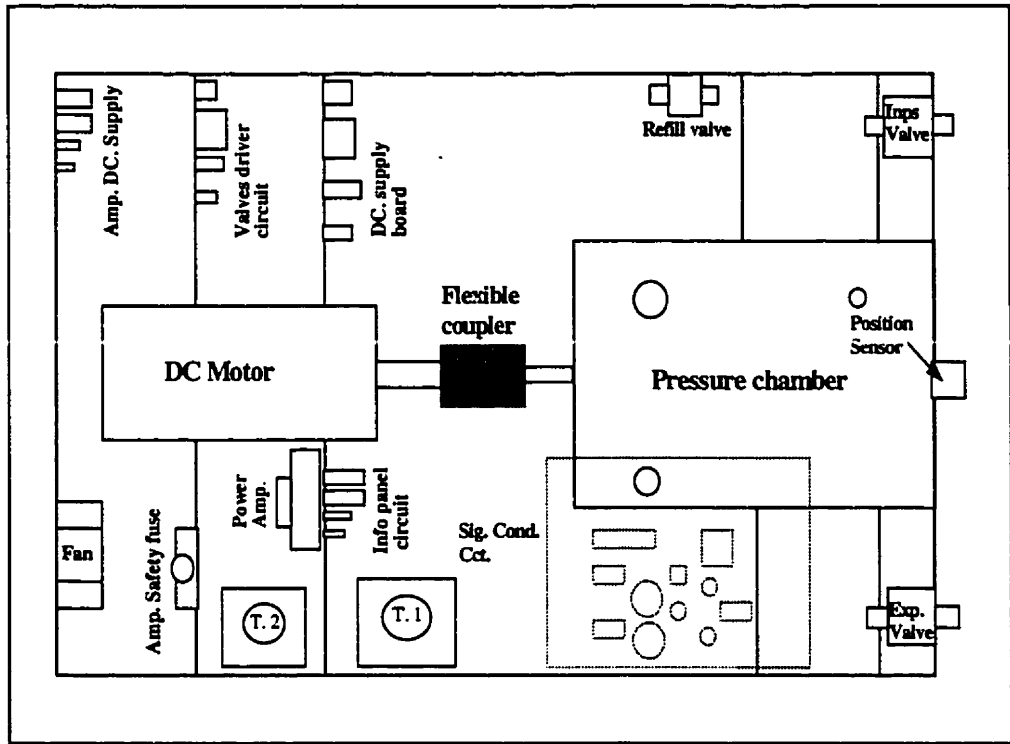 Amp. DC. Supply
Valves driver
circuit
DC. supply
board
Refill valve
Inps
Valve
Flexible
coupler
Position
Sensor
DC Motor
Pressure chamber
Power
Amp.
Info panel
circuit
Sig. Cond.
Cct.
Fan
Amp. Safety fuse
T. 2
T. 1
Exp.
Valve